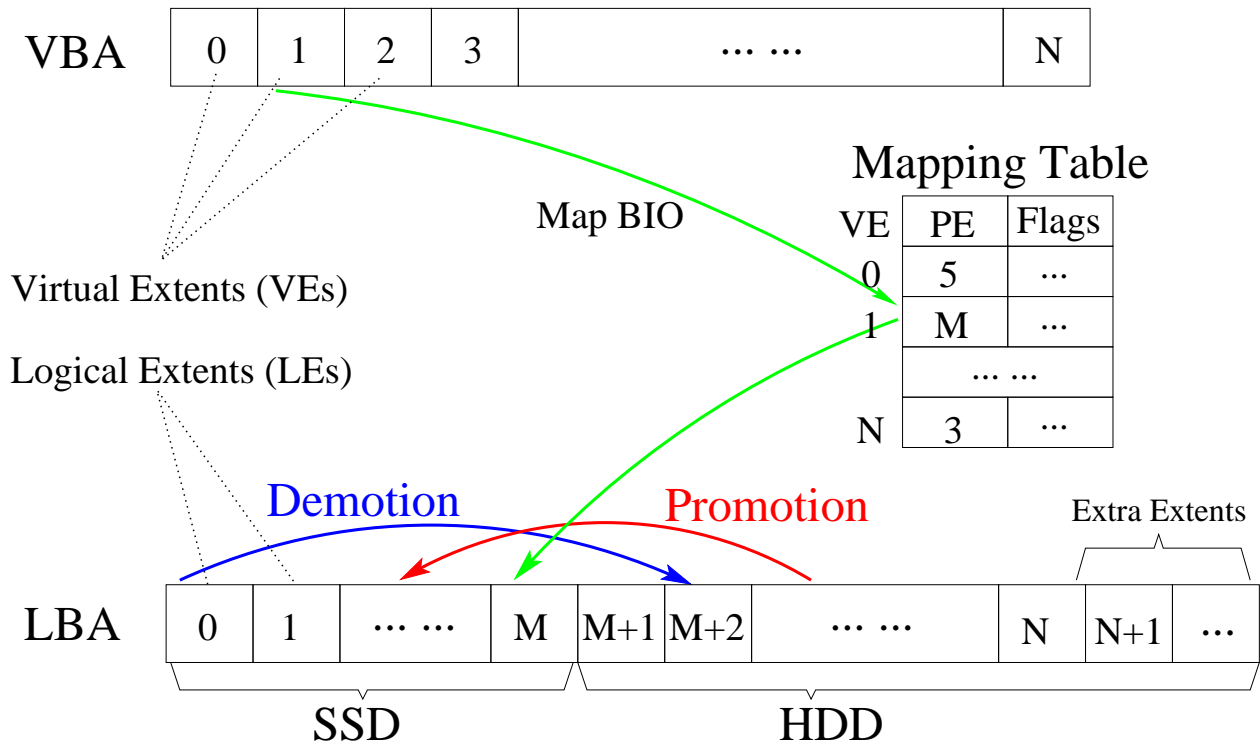 VBA 0 1 2 3 ... ... N
Mapping Table
VE PE Flags
Map BIO
0 5 ...
Virtual Extents (VEs)
1 M ...
... ...
Logical Extents (LEs)
N 3 ...
Demotion Promotion
Extra Extents
LBA 0 1 ... ... M M+1 M+2 ... ... N N+1 ...
SSD HDD